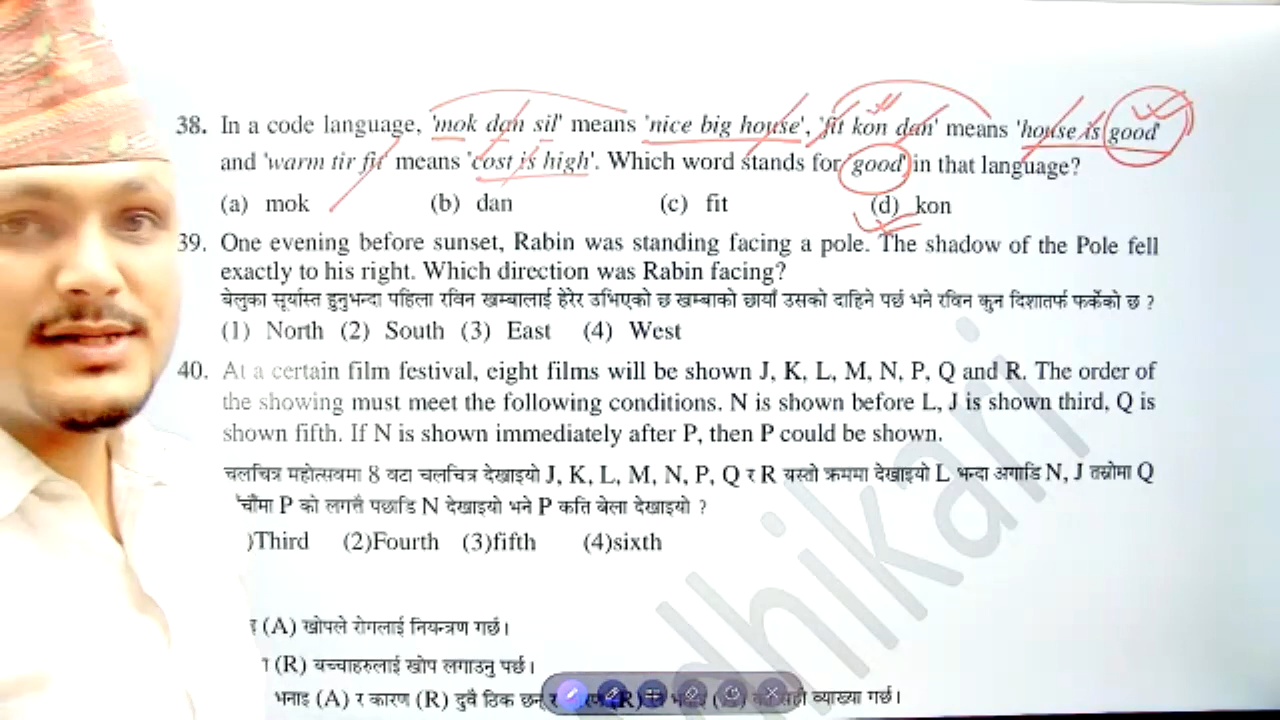 38. In a code language, 'mok dan sil' means 'nice big house', 'fit kon dan' means 'house is good'
and 'warm tir fit' means 'cost is high'. Which word stands for 'good' in that language?
(a) mok (b) dan (c) fit (d) kon
39. One evening before sunset, Rabin was standing facing a pole. The shadow of the Pole fell
exactly to his right. Which direction was Rabin facing?
बेलुका सूर्यास्त हुनुभन्दा पहिला रविन खम्बालाई हेरेर उभिएको छ खम्बाको छायाँ उसको दाहिने पर्छ भने रविन कुन दिशातर्फ फर्केको छ ?
(1) North (2) South (3) East (4) West
40. At a certain film festival, eight films will be shown J, K, L, M, N, P, Q and R. The order of
the showing must meet the following conditions. N is shown before L, J is shown third, Q is
shown fifth. If N is shown immediately after P, then P could be shown.
चलचित्र महोत्सवमा 8 वटा चलचित्र देखाइयो J, K, L, M, N, P, Q र R यस्तो क्रममा देखाइयो L भन्दा अगाडि N, J तेस्रोमा Q
चौंमा P को लगत्तै पछाडि N देखाइयो भने P कति बेला देखाइयो ?
)Third (2)Fourth (3)fifth (4)sixth
(A) खोपले रोगलाई नियन्त्रण गर्छ।
(R) बच्चाहरुलाई खोप लगाउनु पर्छ।
भनाइ (A) र कारण (R) दुवै ठिक छन् र (R) व्याख्या गर्छ।
dhikari